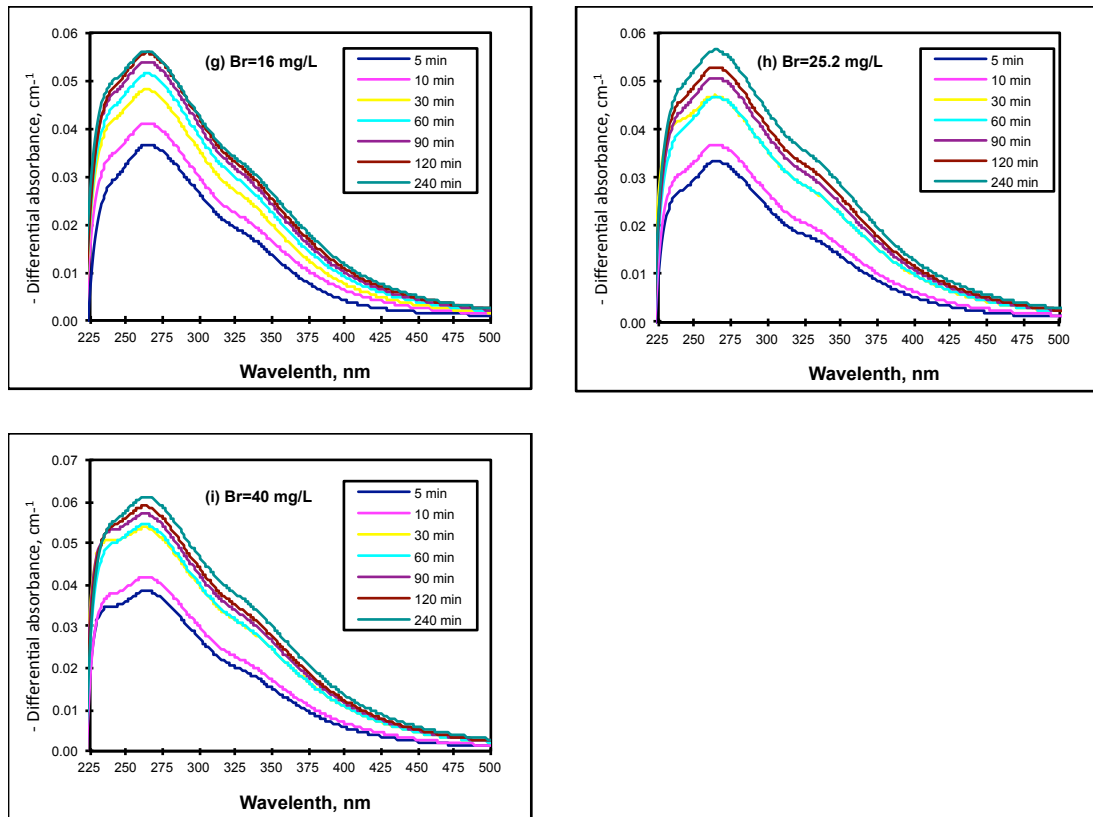 (g) Br=16 mg/L
- Differential absorbance, cm-1
0.06
0.05
0.04
0.03
0.02
0.01
0.00
225 250 275 300 325 350 375 400 425 450 475 500
Wavelenth, nm
5 min
10 min
30 min
60 min
90 min
120 min
240 min
(h) Br=25.2 mg/L
- Differential absorbance, cm-1
0.06
0.05
0.04
0.03
0.02
0.01
0.00
225 250 275 300 325 350 375 400 425 450 475 500
Wavelenth, nm
5 min
10 min
30 min
60 min
90 min
120 min
240 min
(i) Br=40 mg/L
- Differential absorbance, cm-1
0.07
0.06
0.05
0.04
0.03
0.02
0.01
0.00
225 250 275 300 325 350 375 400 425 450 475 500
Wavelenth, nm
5 min
10 min
30 min
60 min
90 min
120 min
240 min